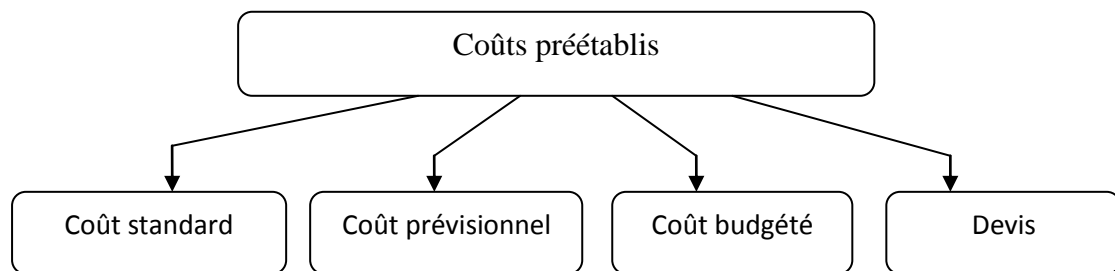 Coûts préétablis
Coût standard
Coût prévisionnel
Coût budgété
Devis